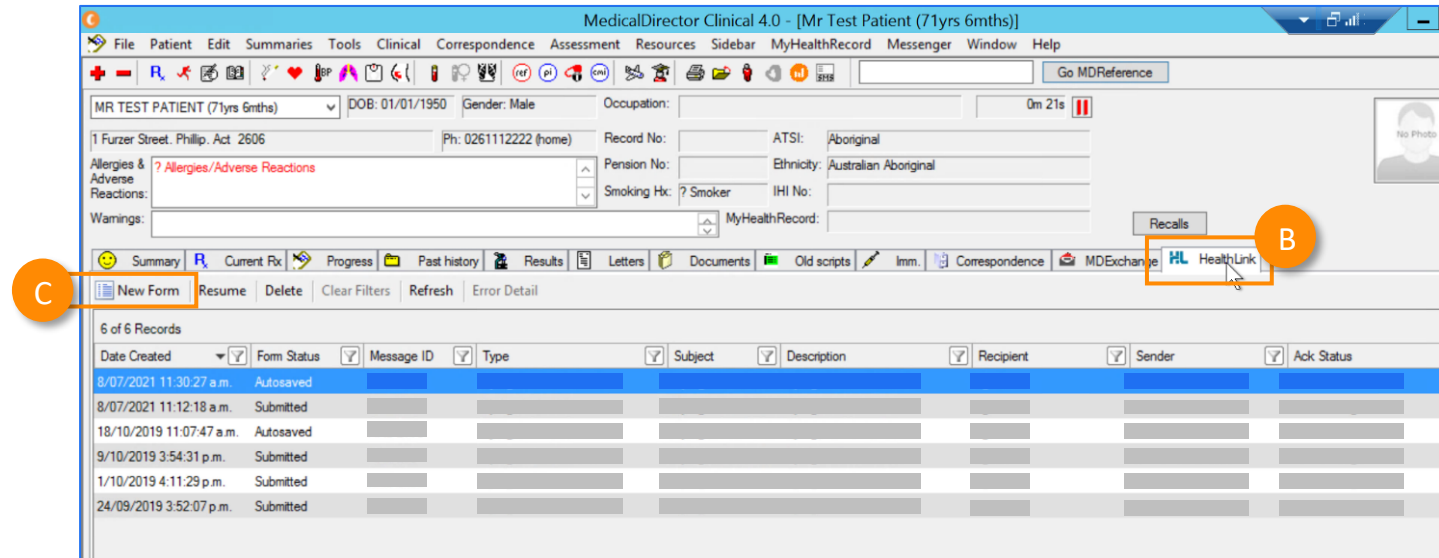 MedicalDirector Clinical 4.0 - [Mr Test Patient (71yrs 6mths)]
File Patient Edit Summaries Tools Clinical Correspondence Assessment Resources Sidebar MyHealthRecord Messenger Window Help
Rx BP ref pi cmi SMS Go MDReference
MR TEST PATIENT (71yrs 6mths) DOB: 01/01/1950 Gender: Male Occupation: 0m 21s
1 Furzer Street. Phillip. Act 2606 Ph: 0261112222 (home) Record No: ATSI: Aboriginal
No Photo
Allergies & Adverse Reactions: ? Allergies/Adverse Reactions Pension No: Ethnicity: Australian Aboriginal
Smoking Hx: ? Smoker IHI No:
Warnings: MyHealthRecord: Recalls
B
Summary Rx Current Rx Progress Past history Results Letters Documents Old scripts Imm. Correspondence MDExchange HL HealthLink
C
New Form Resume Delete Clear Filters Refresh Error Detail
6 of 6 Records
Date Created Form Status Message ID Type Subject Description Recipient Sender Ack Status
8/07/2021 11:30:27 a.m. Autosaved
8/07/2021 11:12:18 a.m. Submitted
18/10/2019 11:07:47 a.m. Autosaved
9/10/2019 3:54:31 p.m. Submitted
1/10/2019 4:11:29 p.m. Submitted
24/09/2019 3:52:07 p.m. Submitted